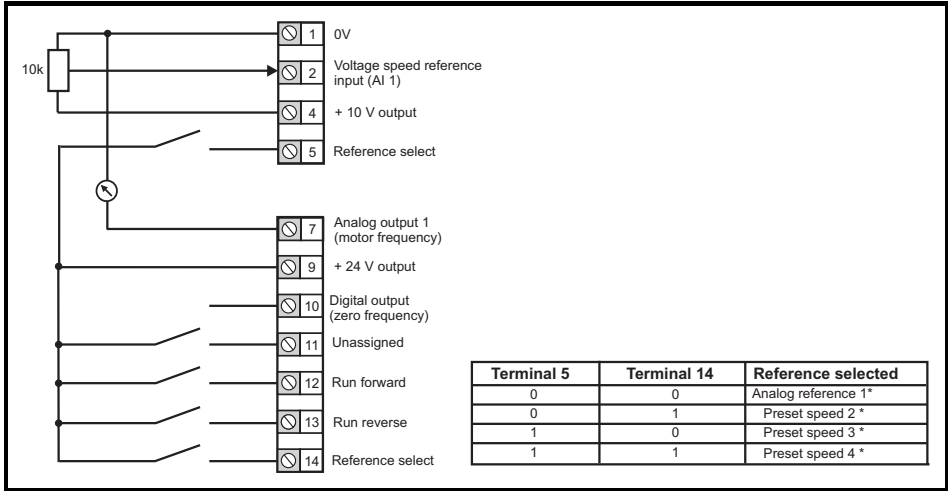 1 0V
10k
2 Voltage speed reference
input (AI 1)
4 + 10 V output
5 Reference select
7 Analog output 1
(motor frequency)
9 + 24 V output
10 Digital output
(zero frequency)
11 Unassigned
12 Run forward
13 Run reverse
14 Reference select
Terminal 5 Terminal 14 Reference selected
0 0 Analog reference 1*
0 1 Preset speed 2 *
1 0 Preset speed 3 *
1 1 Preset speed 4 *